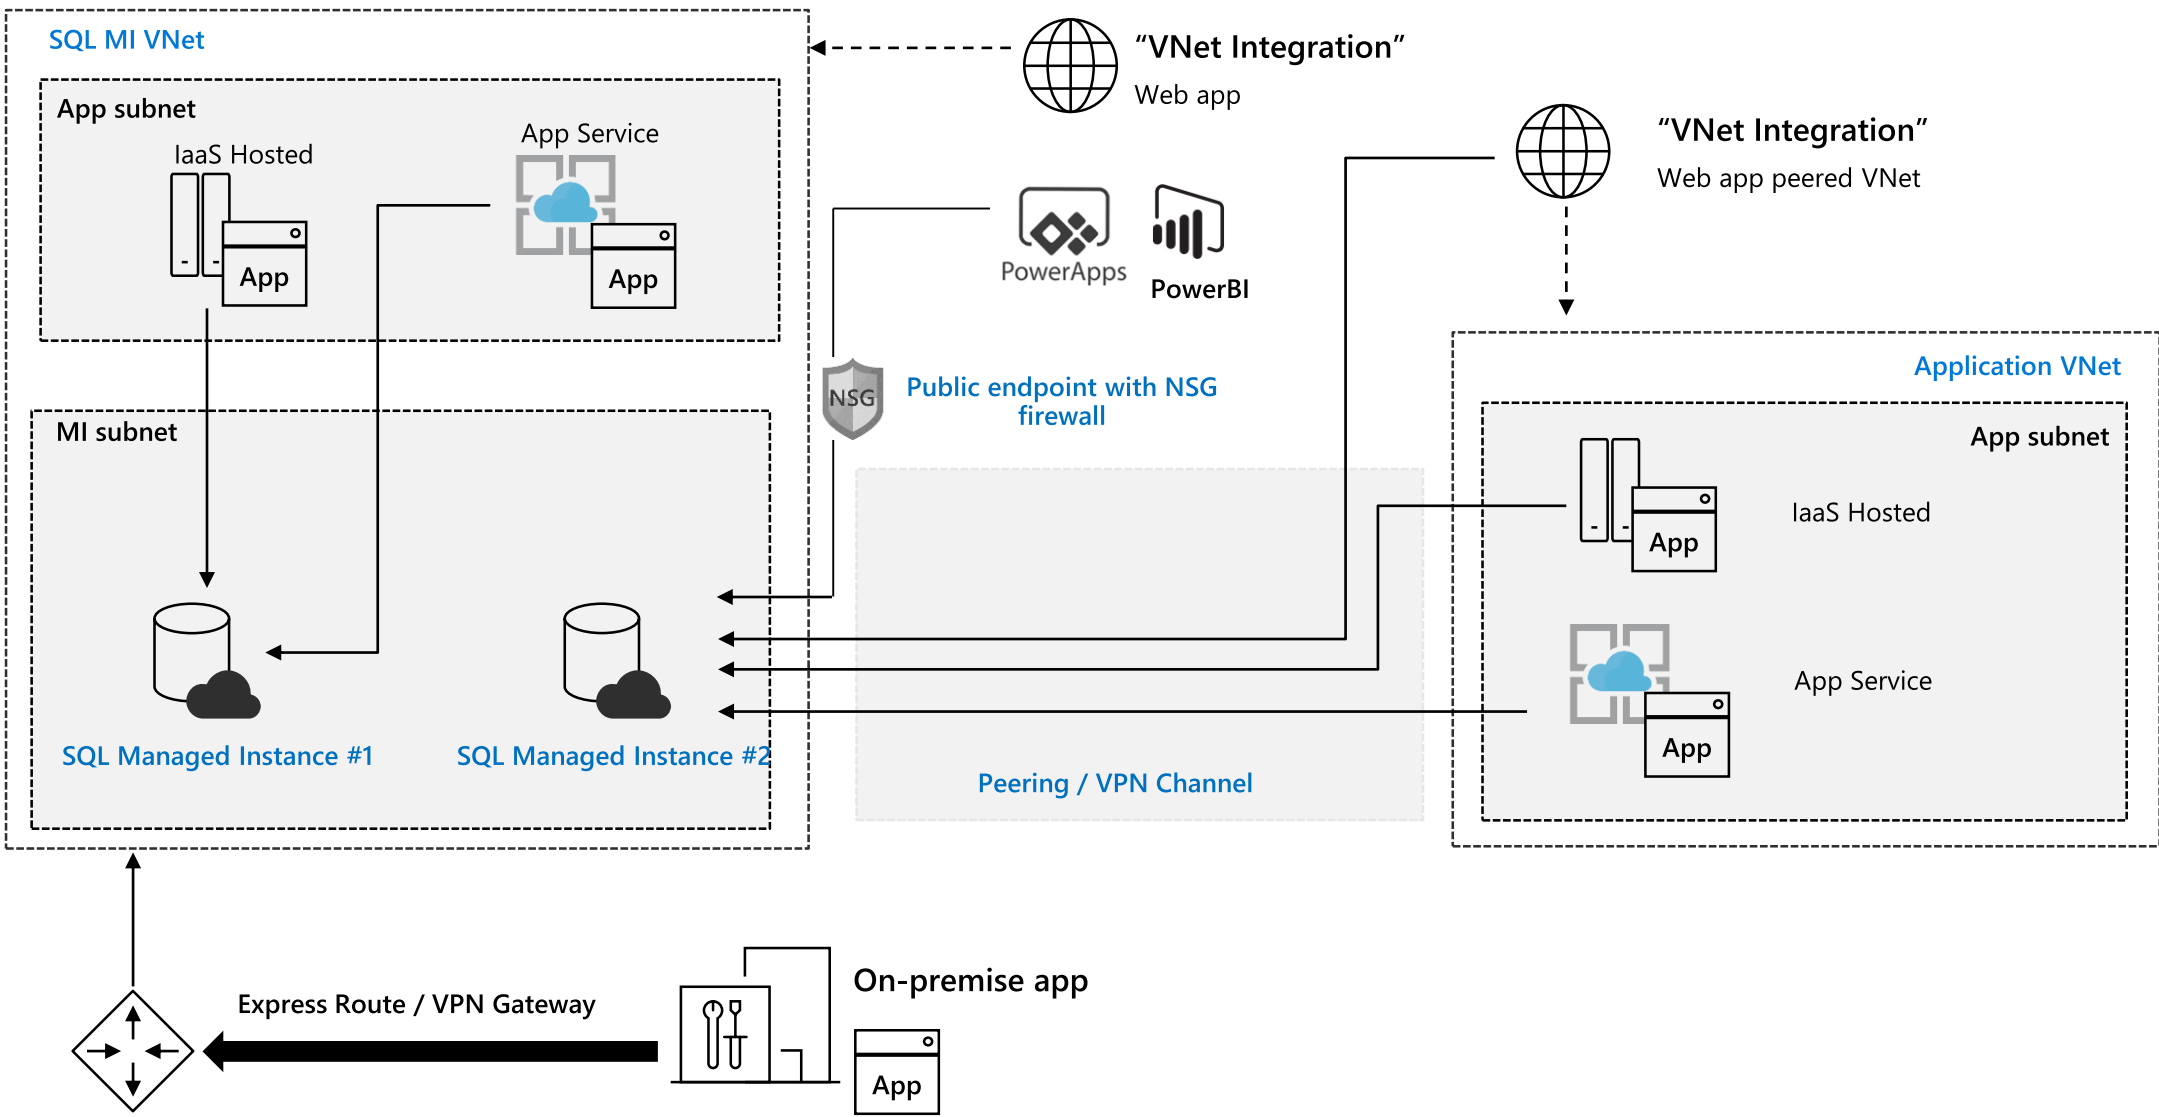 SQL MI VNet
“VNet Integration”
Web app
App subnet
IaaS Hosted
App Service
App
App
“VNet Integration”
Web app peered VNet
PowerApps
PowerBI
NSG
Public endpoint with NSG
firewall
Application VNet
App subnet
IaaS Hosted
App
App Service
App
MI subnet
SQL Managed Instance #1
SQL Managed Instance #2
Peering / VPN Channel
Express Route / VPN Gateway
On-premise app
App